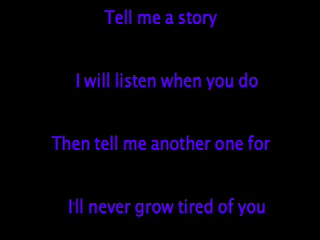 Tell me a story
I will listen when you do
Then tell me another one for
I'll never grow tired of you